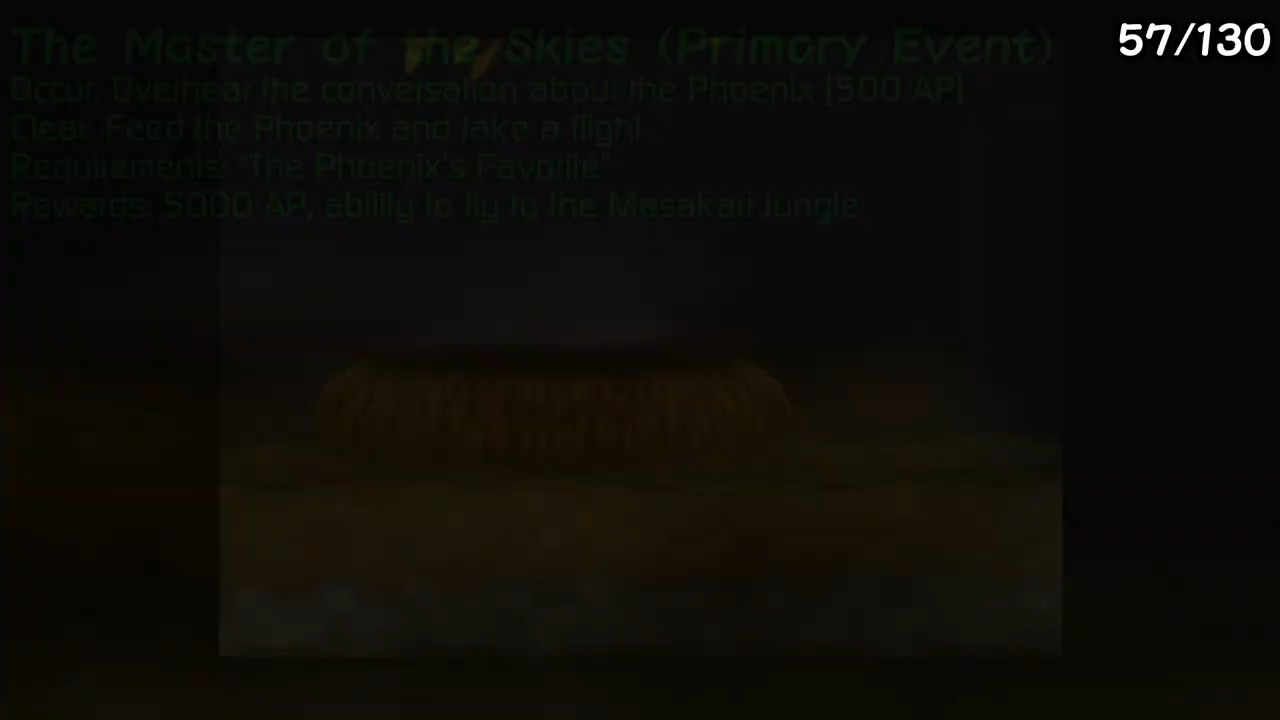 The Master of the Skies (Primary Event)
57/130
Occur: Overhear the conversation about the Phoenix (500 AP)
Clear: Feed the Phoenix and take a flight
Requirements: "The Phoenix's Favorite"
Rewards: 5000 AP, ability to fly to the Masakari Jungle